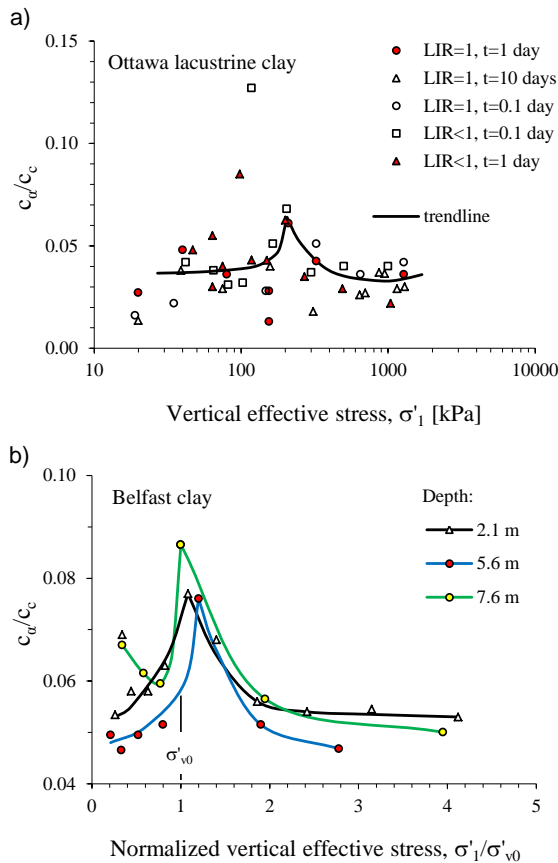 a)
0.15
0.10
0.05
0.00
cα/cc
Ottawa lacustrine clay
LIR=1, t=1 day
LIR=1, t=10 days
LIR=1, t=0.1 day
LIR<1, t=0.1 day
LIR<1, t=1 day
trendline
10 100 1000 10000
Vertical effective stress, σ'1 [kPa]
b)
0.10
0.08
0.06
0.04
cα/cc
Belfast clay
Depth:
2.1 m
5.6 m
7.6 m
σ'v0
0 1 2 3 4 5
Normalized vertical effective stress, σ'1/σ'v0